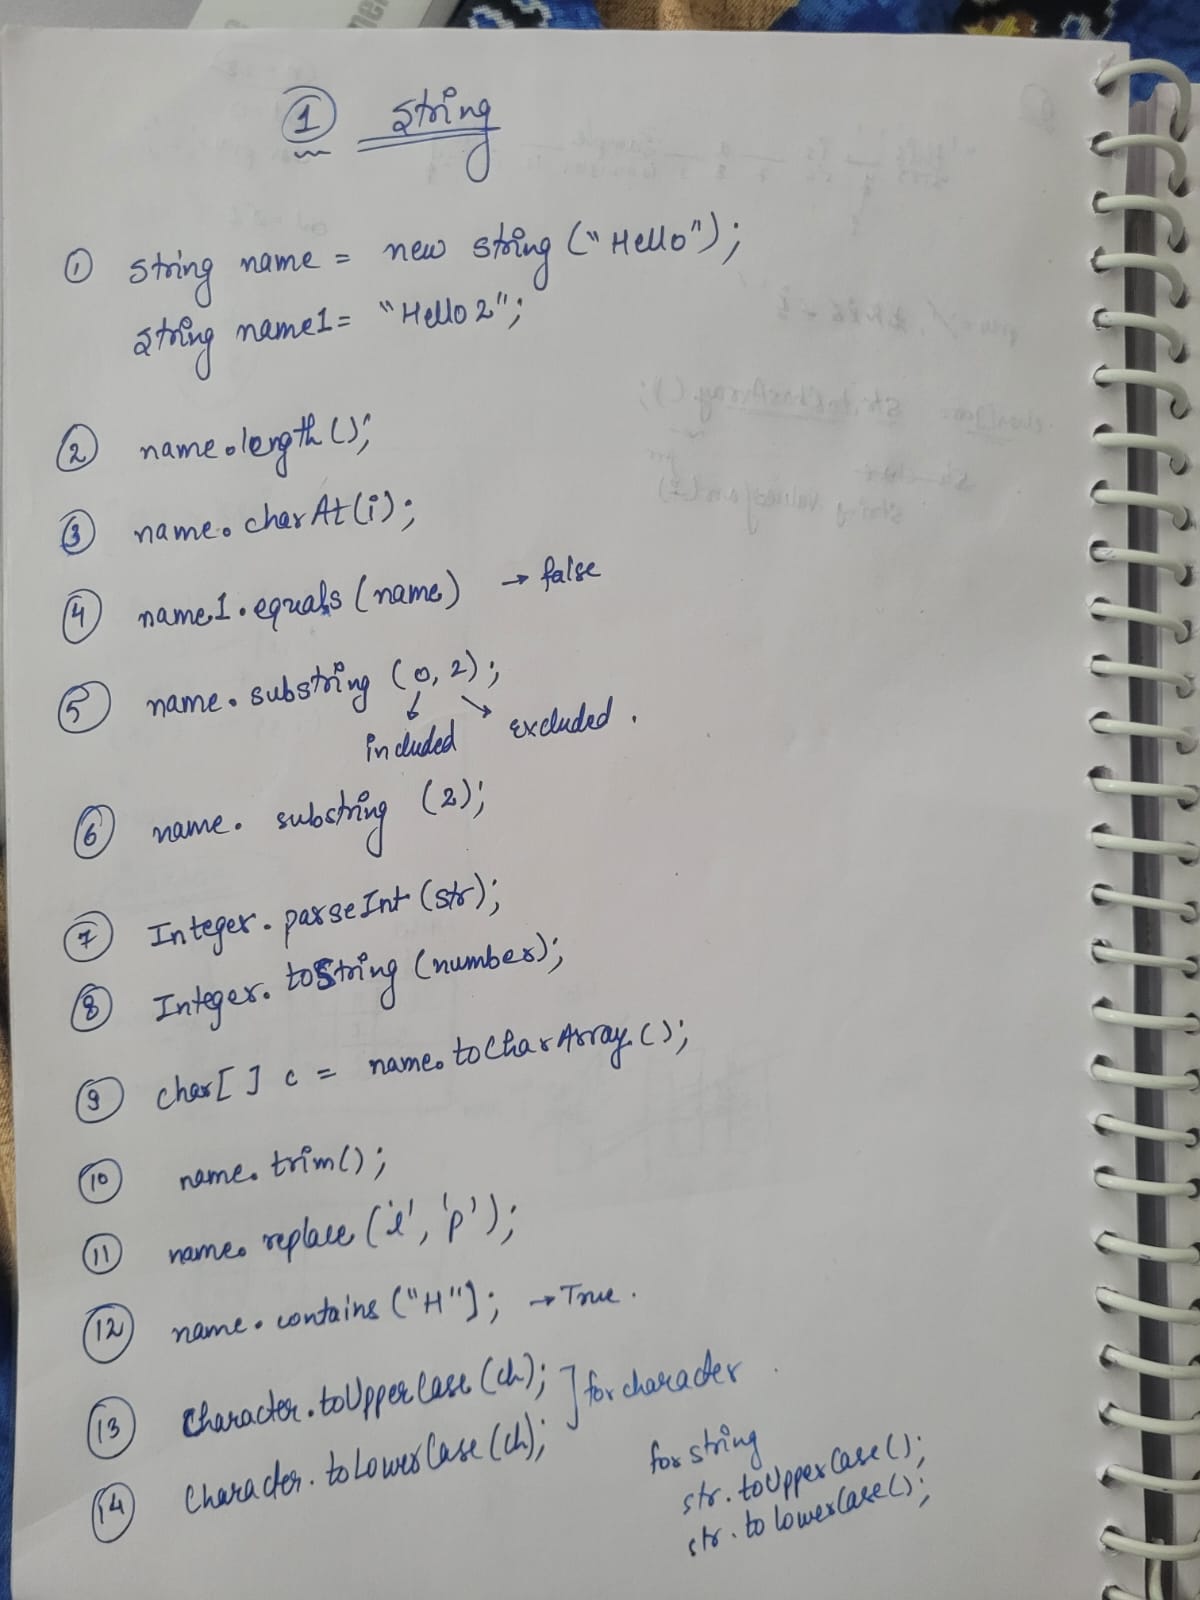 ① String
① String name = new string ("Hello");
String name1 = "Hello2";
② name.length();
③ name.charAt(i);
④ name1.equals(name) → false
⑤ name.substring (0,2);
included excluded.
⑥ name. substring (2);
⑦ Integer.parseInt(str);
⑧ Integer.toString(number);
⑨ char[] c = name.toCharArray();
⑩ name.trim();
⑪ name.replace('l', 'p');
⑫ name.contains("H"]; → True.
⑬ Character.toUpperCase(ch); ] for character
⑭ Character.toLowerCase(ch);
for string
str.toUpperCase();
str.toLowerCase();